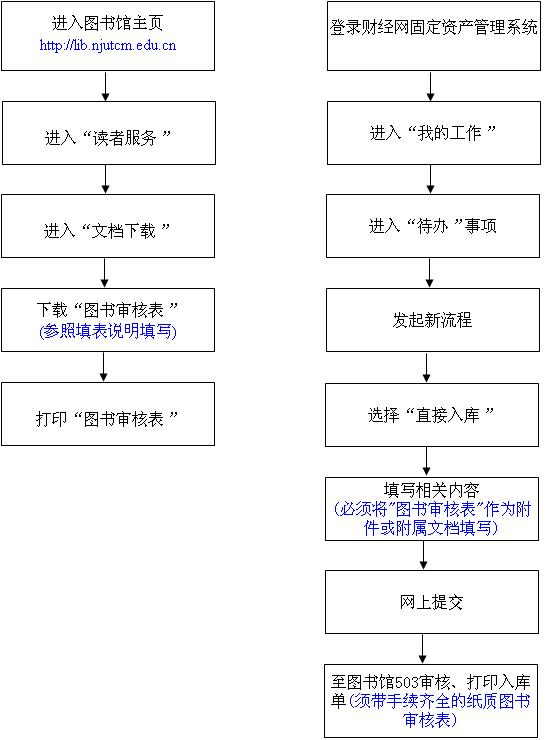 进入图书馆主页
http://lib.njutcm.edu.cn
进入“读者服务 ”
进入“文档下载 ”
下载“图书审核表 ”
(参照填表说明填写)
打印“图书审核表 ”
登录财经网固定资产管理系统
进入“我的工作 ”
进入“待办 ”事项
发起新流程
选择“直接入库 ”
填写相关内容
(必须将"图书审核表"作为附
件或附属文档填写)
网上提交
至图书馆503审核、打印入库
单(须带手续齐全的纸质图书
审核表)